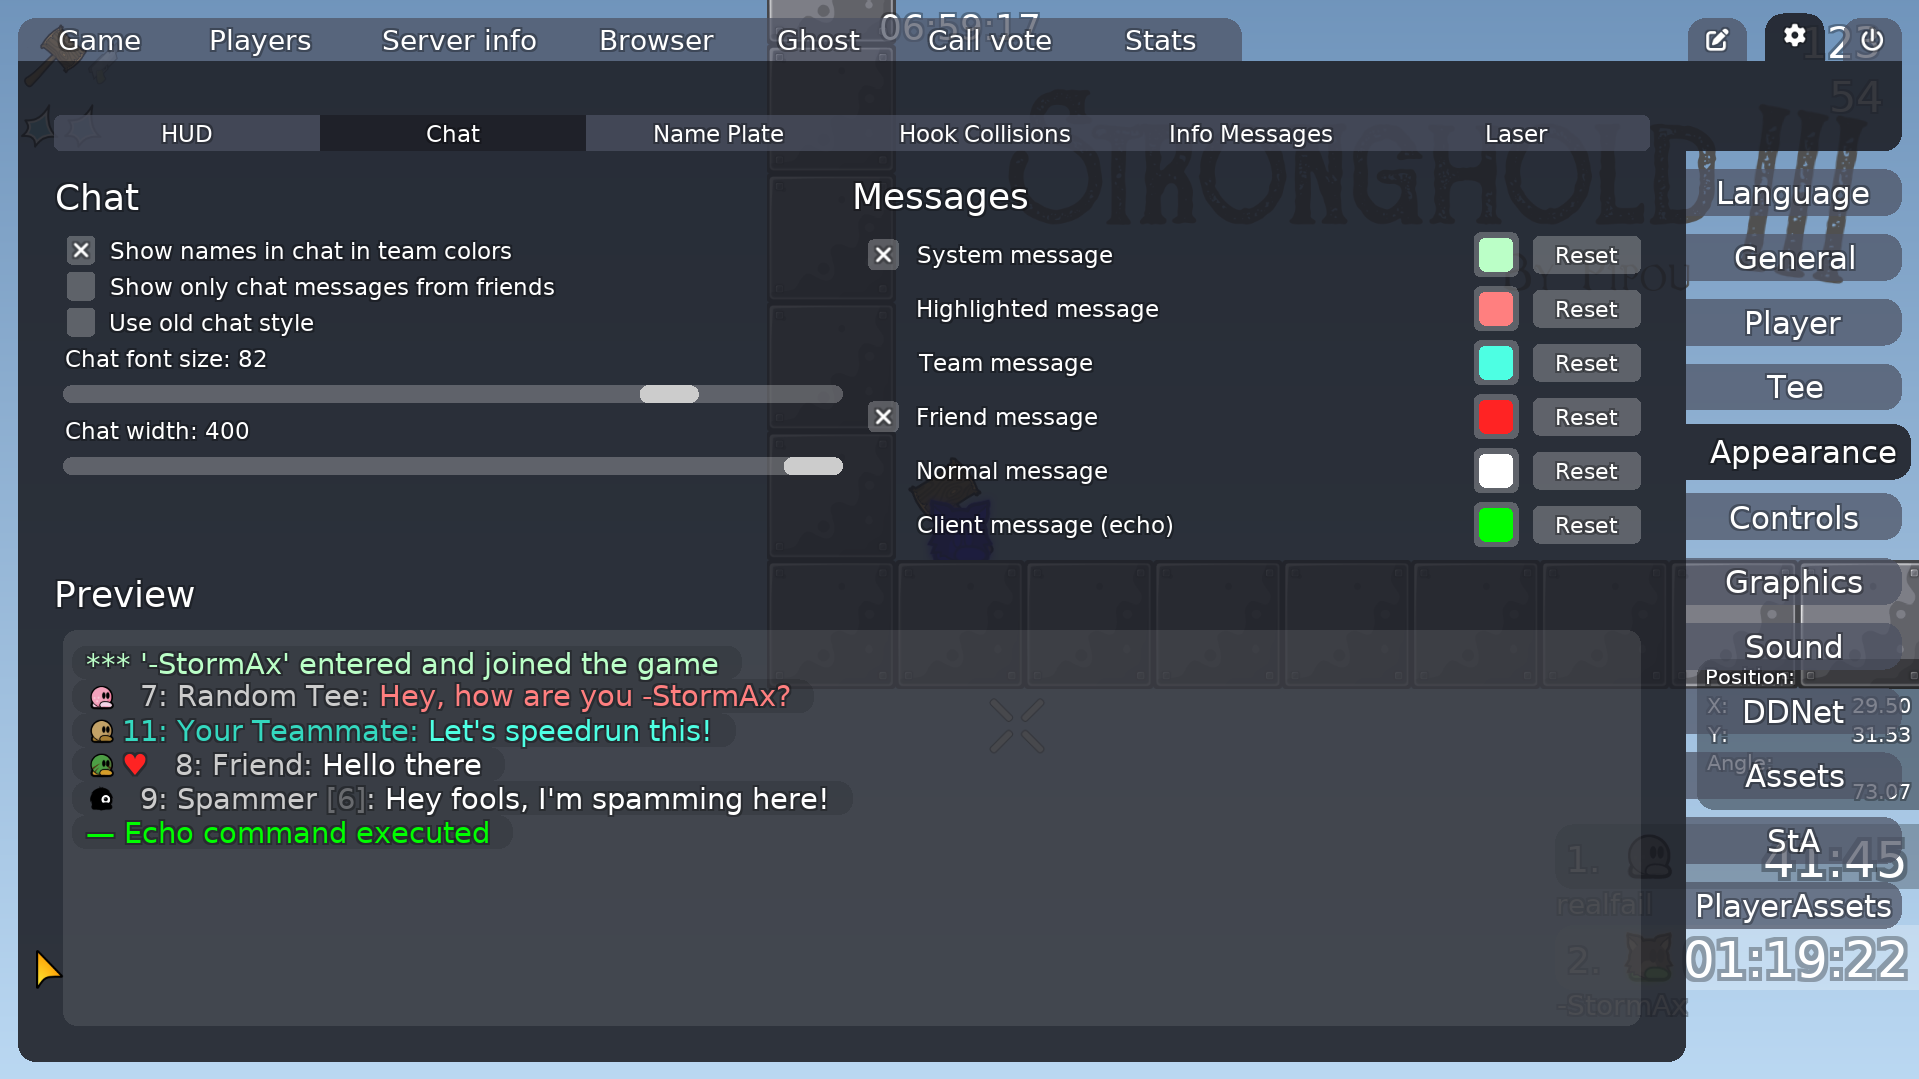 06:59:17
Game Players Server info Browser Ghost Call vote Stats
123
54
HUD Chat Name Plate Hook Collisions Info Messages Laser
STRONGHOLD III
BY PIPOU
Chat
Show names in chat in team colors
Show only chat messages from friends
Use old chat style
Chat font size: 82
Chat width: 400
Messages
System message Reset
Highlighted message Reset
Team message Reset
Friend message Reset
Normal message Reset
Client message (echo) Reset
Language
General
Player
Tee
Appearance
Controls
Graphics
Sound
DDNet
Assets
StA
PlayerAssets
Position:
X: 29.50
Y: 31.53
Angle:
73.07
Preview
*** '-StormAx' entered and joined the game
7: Random Tee: Hey, how are you -StormAx?
11: Your Teammate: Let's speedrun this!
♥ 8: Friend: Hello there
9: Spammer [6]: Hey fools, I'm spamming here!
— Echo command executed
1. 41:45
realfail
2. 01:19:22
-StormAx